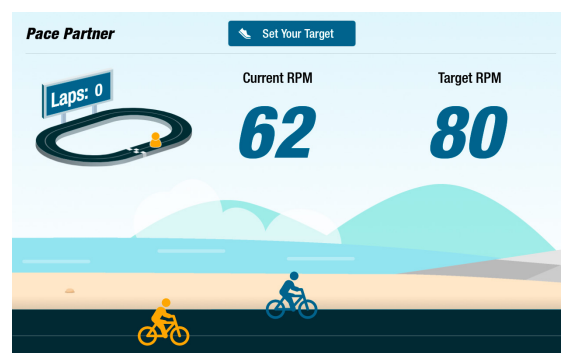 Pace Partner
Set Your Target
Laps: 0
Current RPM
62
Target RPM
80